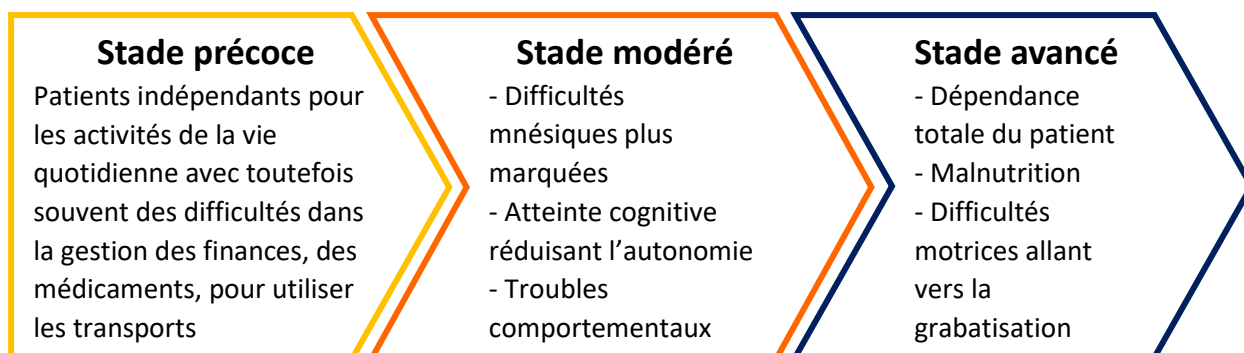 Stade précoce
Patients indépendants pour
les activités de la vie
quotidienne avec toutefois
souvent des difficultés dans
la gestion des finances, des
médicaments, pour utiliser
les transports
Stade modéré
- Difficultés
mnésiques plus
marquées
- Atteinte cognitive
réduisant l’autonomie
- Troubles
comportementaux
Stade avancé
- Dépendance
totale du patient
- Malnutrition
- Difficultés
motrices allant
vers la
grabatisation